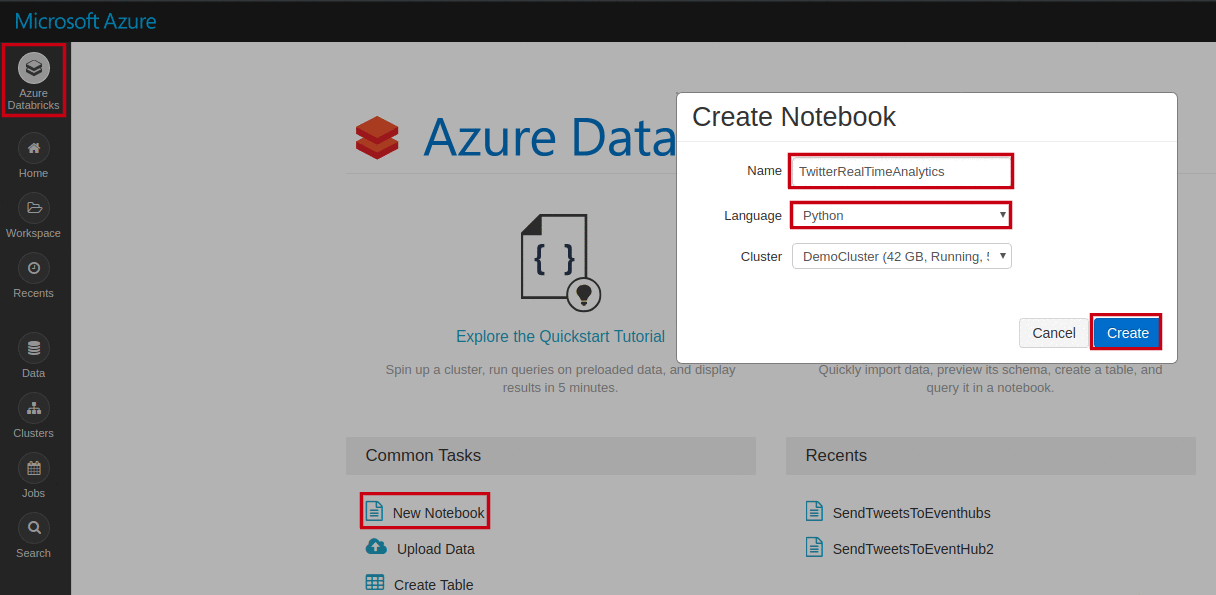 Microsoft Azure
Azure
Databricks
Home
Workspace
Recents
Data
Clusters
Jobs
Search
Azure Data
{ }
Explore the Quickstart Tutorial
Spin up a cluster, run queries on preloaded data, and display
results in 5 minutes.
Quickly import data, preview its schema, create a table, and
query it in a notebook.
Create Notebook
Name TwitterRealTimeAnalytics
Language Python
Cluster DemoCluster (42 GB, Running,
Cancel Create
Common Tasks
New Notebook
Upload Data
Create Table
Recents
SendTweetsToEventhubs
SendTweetsToEventHub2